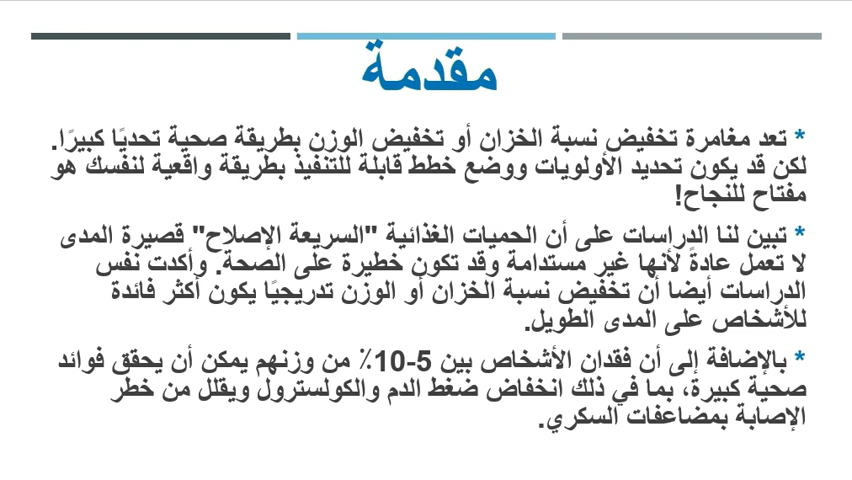 مقدمة
* تعد مغامرة تخفيض نسبة الخزان أو تخفيض الوزن بطريقة صحية تحديًا كبيرًا.
لكن قد يكون تحديد الأولويات ووضع خطط قابلة للتنفيذ بطريقة واقعية لنفسك هو
مفتاح للنجاح!
* تبين لنا الدراسات على أن الحميات الغذائية "السريعة الإصلاح" قصيرة المدى
لا تعمل عادةً لأنها غير مستدامة وقد تكون خطيرة على الصحة. وأكدت نفس
الدراسات أيضا أن تخفيض نسبة الخزان أو الوزن تدريجيًا يكون أكثر فائدة
للأشخاص على المدى الطويل.
* بالإضافة إلى أن فقدان الأشخاص بين 5-10٪ من وزنهم يمكن أن يحقق فوائد
صحية كبيرة، بما في ذلك انخفاض ضغط الدم والكولسترول ويقلل من خطر
الإصابة بمضاعفات السكري.